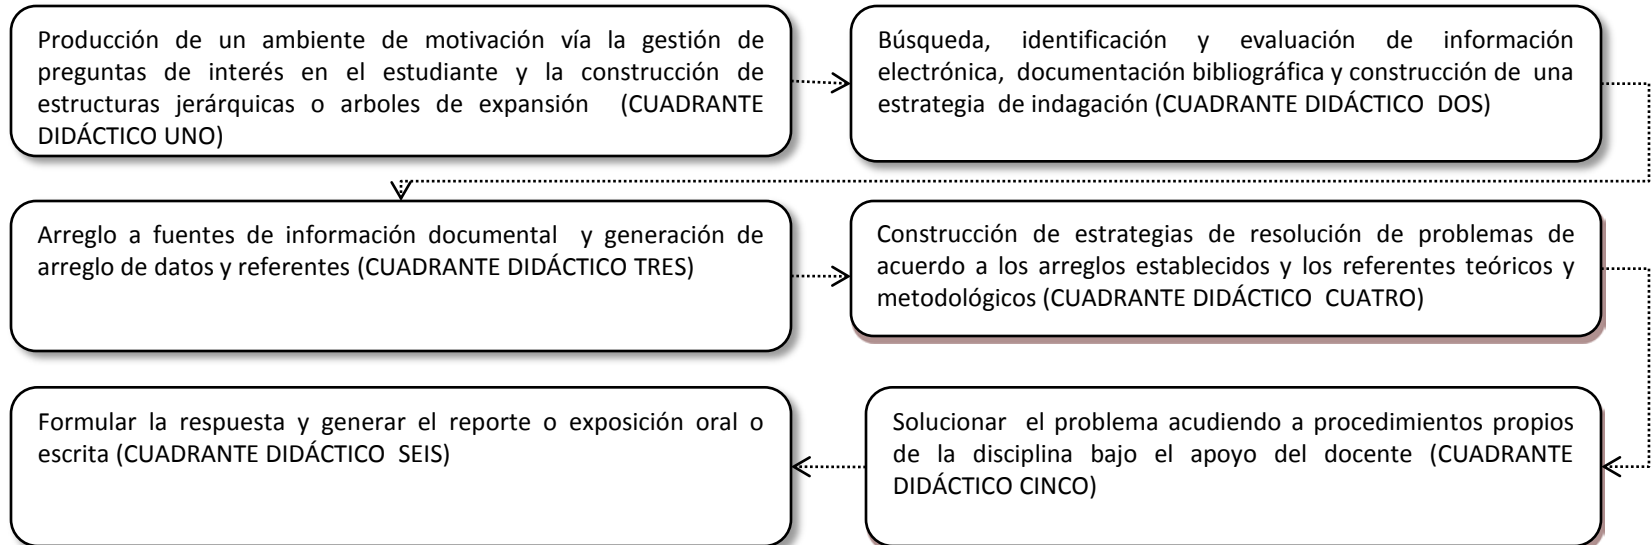 Producción de un ambiente de motivación vía la gestión de
preguntas de interés en el estudiante y la construcción de
estructuras jerárquicas o arboles de expansión (CUADRANTE
DIDÁCTICO UNO)
Búsqueda, identificación y evaluación de información
electrónica, documentación bibliográfica y construcción de una
estrategia de indagación (CUADRANTE DIDÁCTICO DOS)
Arreglo a fuentes de información documental y generación de
arreglo de datos y referentes (CUADRANTE DIDÁCTICO TRES)
Construcción de estrategias de resolución de problemas de
acuerdo a los arreglos establecidos y los referentes teóricos y
metodológicos (CUADRANTE DIDÁCTICO CUATRO)
Solucionar el problema acudiendo a procedimientos propios
de la disciplina bajo el apoyo del docente (CUADRANTE
DIDÁCTICO CINCO)
Formular la respuesta y generar el reporte o exposición oral o
escrita (CUADRANTE DIDÁCTICO SEIS)